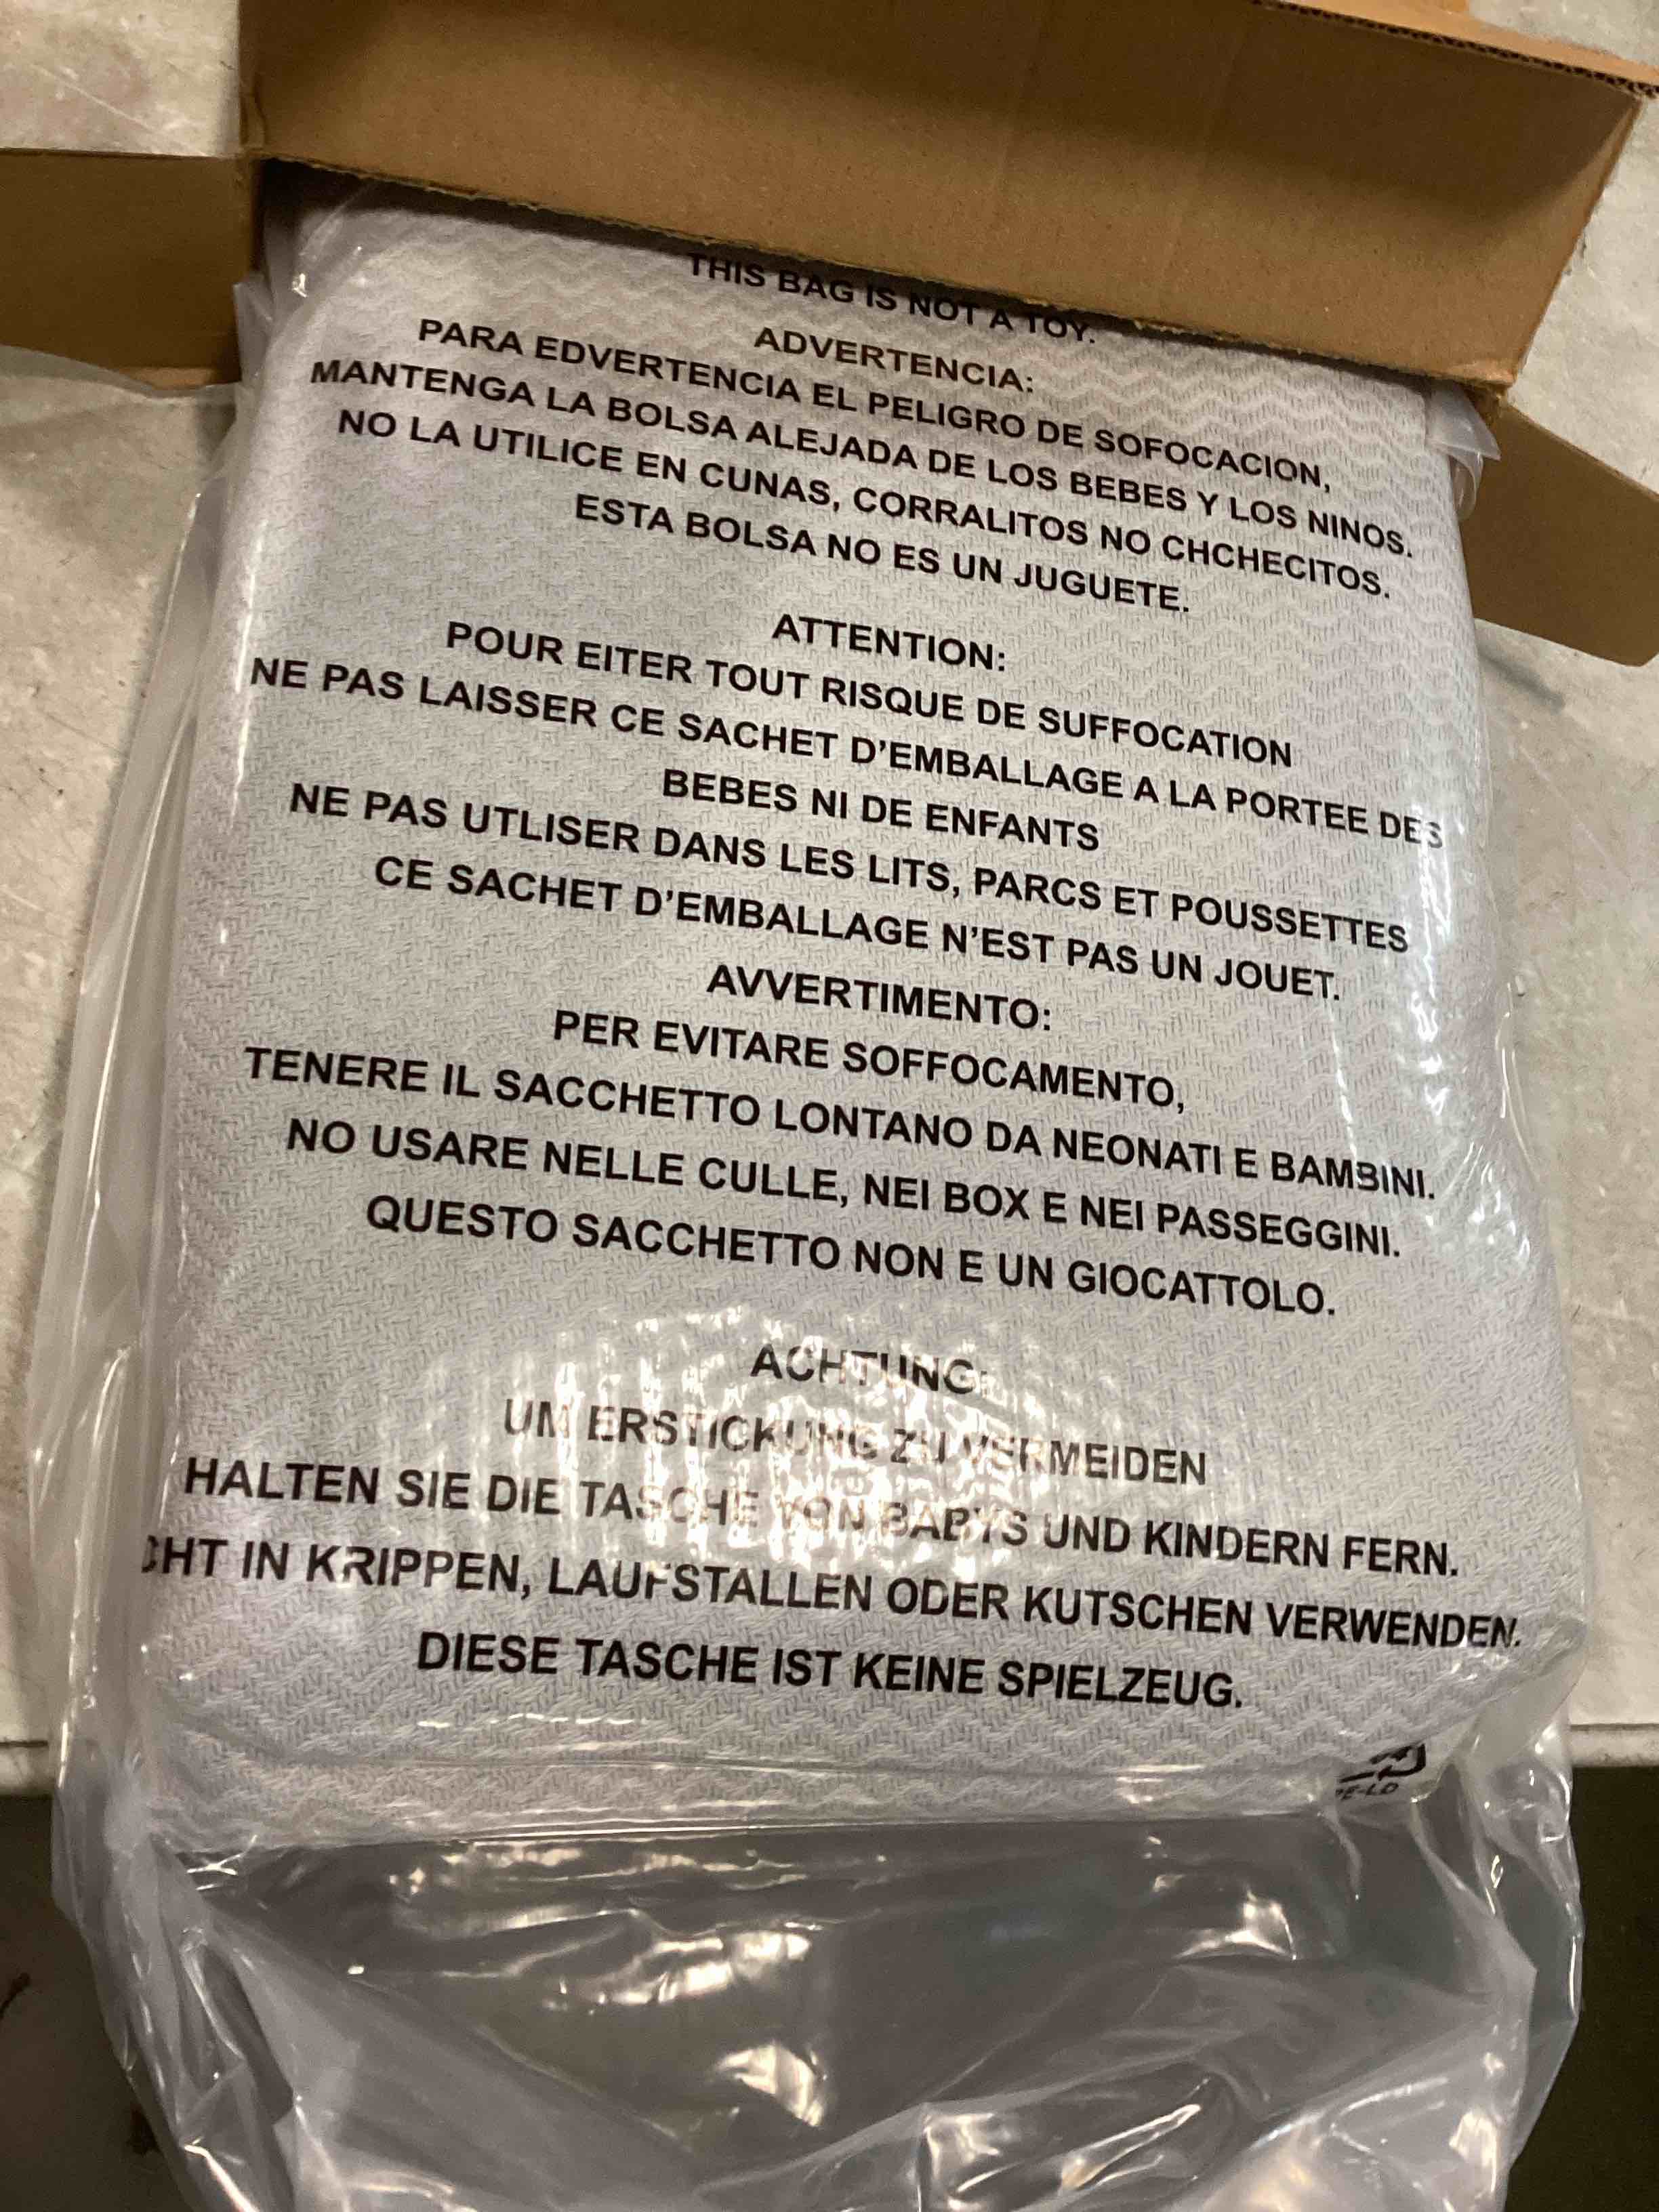 THIS BAG IS NOT A TOY.
ADVERTENCIA:
PARA EDVERTENCIA EL PELIGRO DE SOFOCACION,
MANTENGA LA BOLSA ALEJADA DE LOS BEBES Y LOS NINOS.
NO LA UTILICE EN CUNAS, CORRALITOS NO CHCHECITOS.
ESTA BOLSA NO ES UN JUGUETE.
ATTENTION:
POUR EITER TOUT RISQUE DE SUFFOCATION
NE PAS LAISSER CE SACHET D'EMBALLAGE A LA PORTEE DES
BEBES NI DE ENFANTS
NE PAS UTLISER DANS LES LITS, PARCS ET POUSSETTES
CE SACHET D'EMBALLAGE N'EST PAS UN JOUET.
AVVERTIMENTO:
PER EVITARE SOFFOCAMENTO,
TENERE IL SACCHETTO LONTANO DA NEONATI E BAMBINI.
NO USARE NELLE CULLE, NEI BOX E NEI PASSEGGINI.
QUESTO SACCHETTO NON E UN GIOCATTOLO.
ACHTUNG:
UM ERSTICKUNG ZU VERMEIDEN
HALTEN SIE DIE TASCHE VON BABYS UND KINDERN FERN.
CHT IN KRIPPEN, LAUFSTALLEN ODER KUTSCHEN VERWENDEN.
DIESE TASCHE IST KEINE SPIELZEUG.
PE-LD